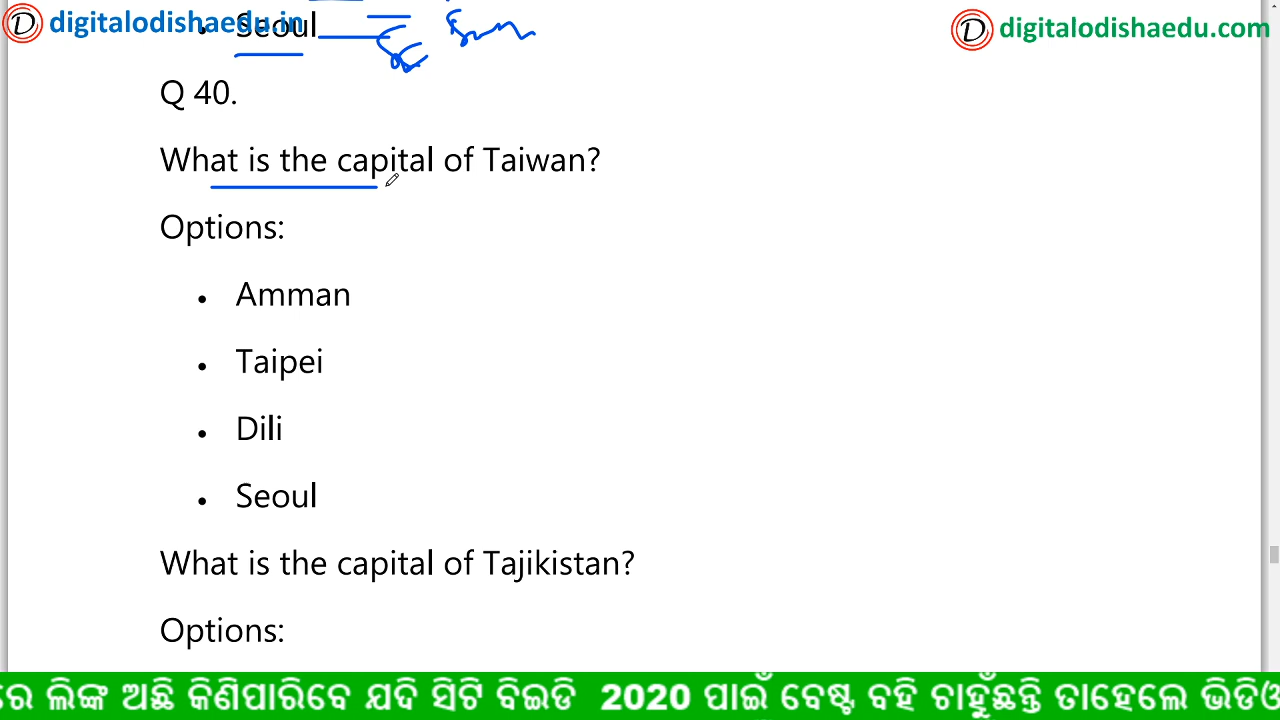 digitalodishaedu.in
digitalodishaedu.com
• Seoul
Q 40.
What is the capital of Taiwan?
Options:
• Amman
• Taipei
• Dili
• Seoul
What is the capital of Tajikistan?
Options:
ରେ ଲିଙ୍କ ଅଛି କିଣିପାରିବେ ଯଦି ସିଟି ବିଇଡି 2020 ପାଇଁ ବେଷ୍ଟ ବହି ଚାହୁଁଛନ୍ତି ତାହେଲେ ଭିଡିଓ